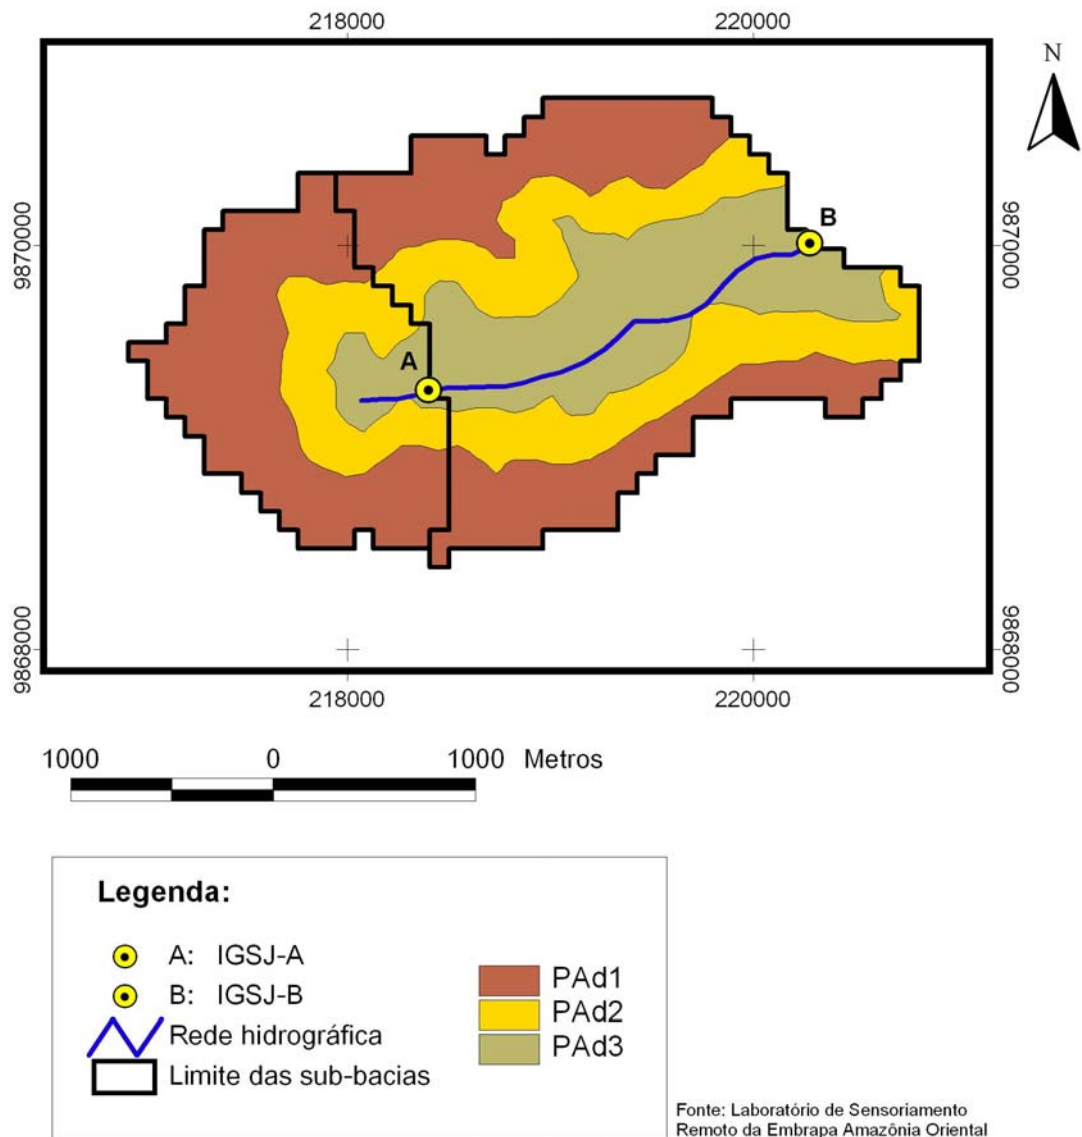 218000 220000
N
B
9870000 9870000
A
9868000 9868000
218000 220000
1000 0 1000 Metros
Legenda:
A: IGSJ-A
B: IGSJ-B
Rede hidrográfica
Limite das sub-bacias
PAd1
PAd2
PAd3
Fonte: Laboratório de Sensoriamento
Remoto da Embrapa Amazônia Oriental